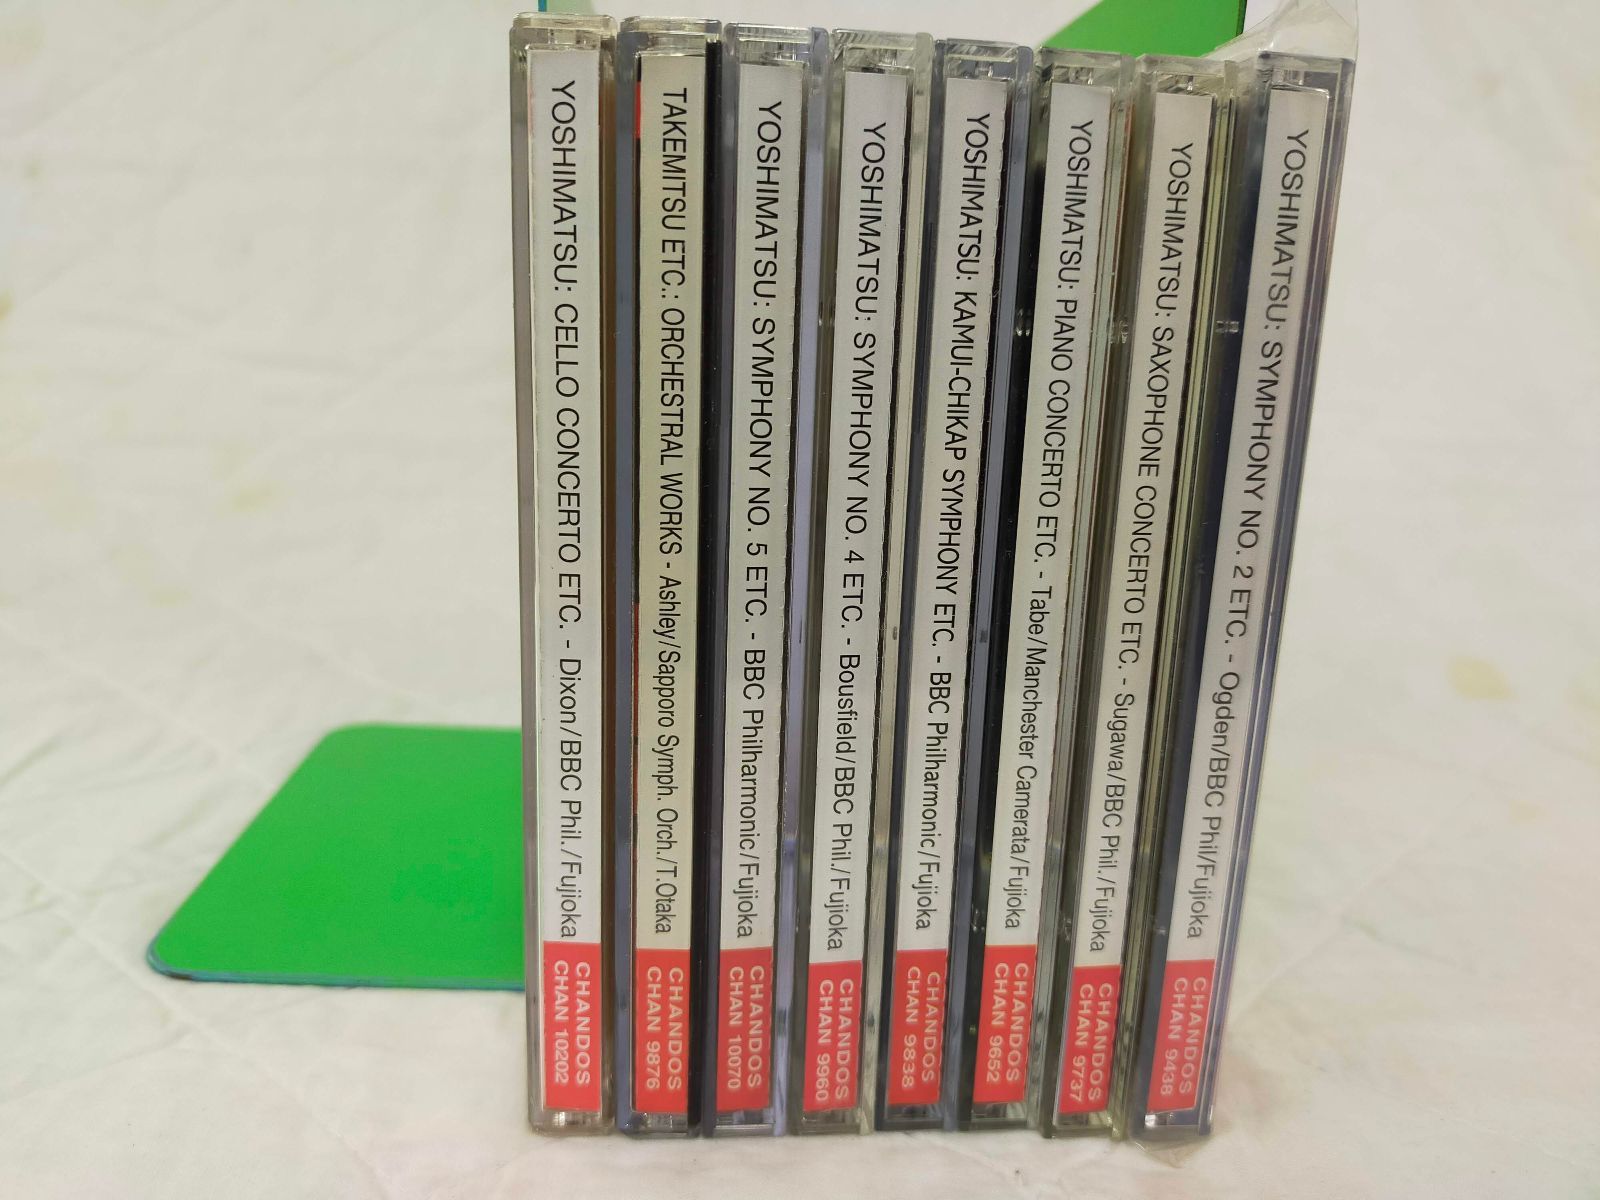 YOSHIMATSU: CELLO CONCERTO ETC. - Dixon/BBC Phil./Fujioka
CHANDOS
CHAN 10202
TAKEMITSU ETC.: ORCHESTRAL WORKS - Ashley/Sapporo Symph. Orch./T.Otaka
CHANDOS
CHAN 9876
YOSHIMATSU: SYMPHONY NO. 5 ETC. - BBC Philharmonic/Fujioka
CHANDOS
CHAN 10070
YOSHIMATSU: SYMPHONY NO. 4 ETC. - Bousfield/BBC Phil./Fujioka
CHANDOS
CHAN 9960
YOSHIMATSU: KAMUI-CHIKAP SYMPHONY ETC. - BBC Philharmonic/Fujioka
CHANDOS
CHAN 9838
YOSHIMATSU: PIANO CONCERTO ETC. - Tabe/Manchester Camerata/Fujioka
CHANDOS
CHAN 9652
YOSHIMATSU: SAXOPHONE CONCERTO ETC. - Sugawa/BBC Phil./Fujioka
CHANDOS
CHAN 9737
YOSHIMATSU: SYMPHONY NO. 2 ETC. - Ogden/BBC Phil/Fujioka
CHANDOS
CHAN 9438